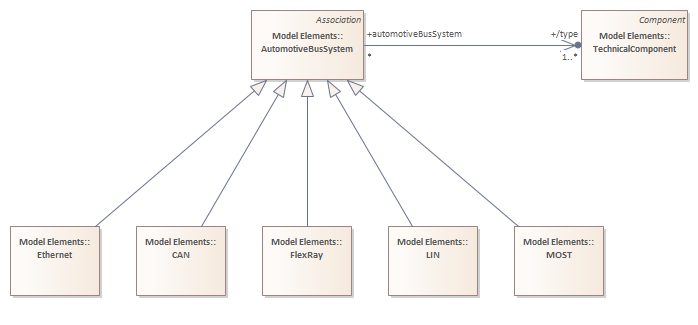 Association
Model Elements::
AutomotiveBusSystem
+automotiveBusSystem
*
+/type
1..*
Component
Model Elements::
TechnicalComponent
Model Elements::
Ethernet
Model Elements::
CAN
Model Elements::
FlexRay
Model Elements::
LIN
Model Elements::
MOST